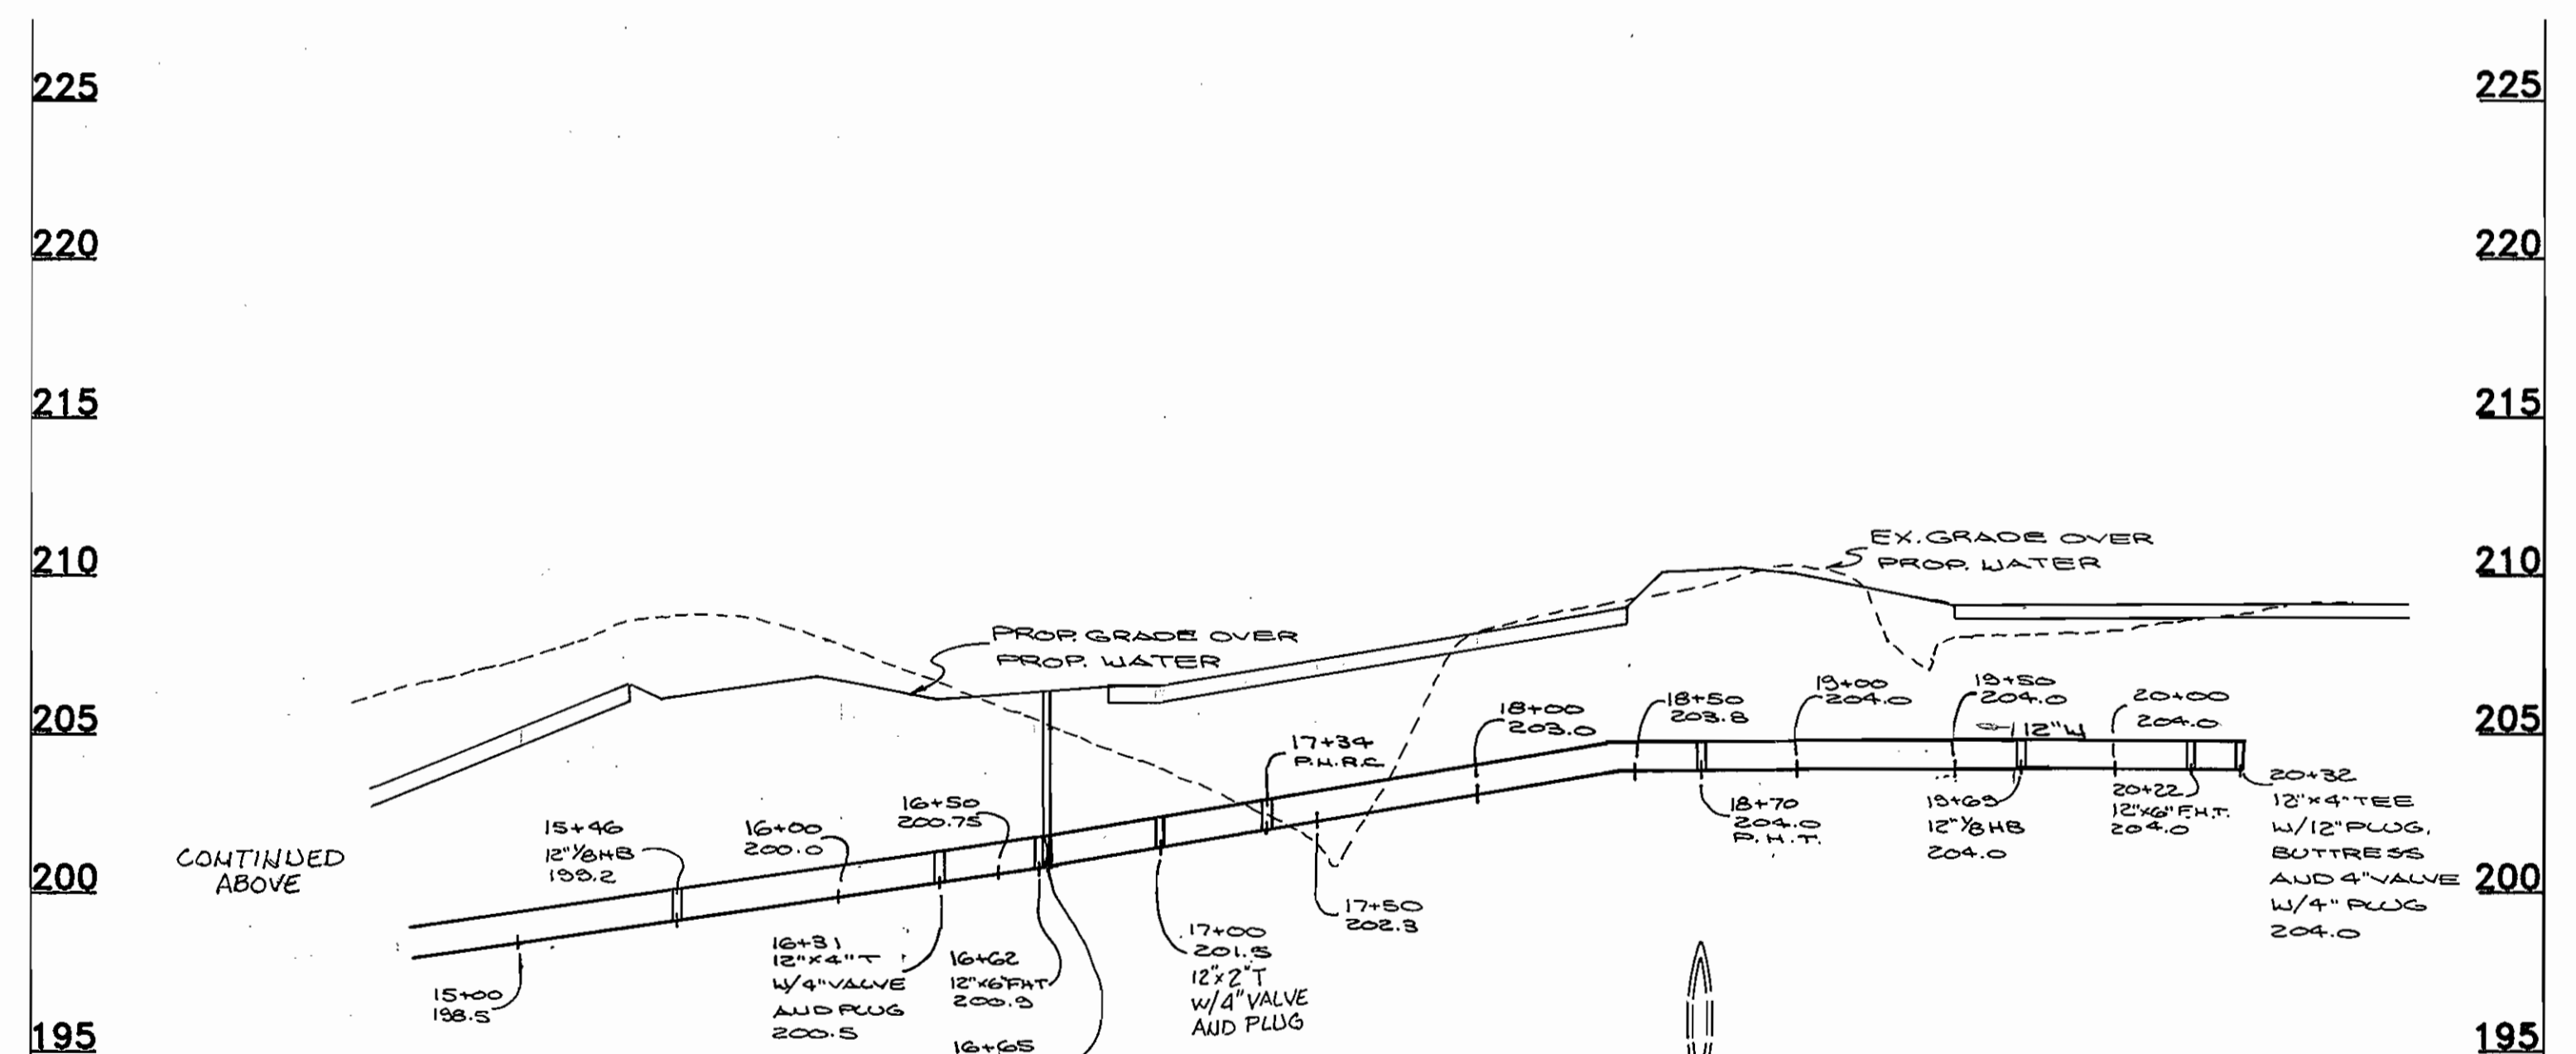 225
225
220
220
215
215
210
210
205
205
200
200
195
195
EX. GRADE OVER
PROP. WATER
PROP. GRADE OVER
PROP. WATER
CONTINUED
ABOVE
15+00
198.5
15+46
12" 1/8 HB
199.2
16+00
200.0
16+31
12"x4"T
W/4" VALVE
AND PLUG
200.5
16+50
200.75
16+62
12"x6" FHT
200.9
16+65
17+00
201.5
12"x2"T
W/4" VALVE
AND PLUG
17+34
P.H.R.C
17+50
202.3
18+00
203.0
18+50
203.8
18+70
204.0
P.H.T.
19+00
204.0
19+50
204.0
12"W
19+69
12" 1/8 HB
204.0
20+00
204.0
20+22
12"x6" F.H.T.
204.0
20+32
12"x4" TEE
W/12" PLUG,
BUTTRESS
AND 4" VALVE
W/4" PLUG
204.0